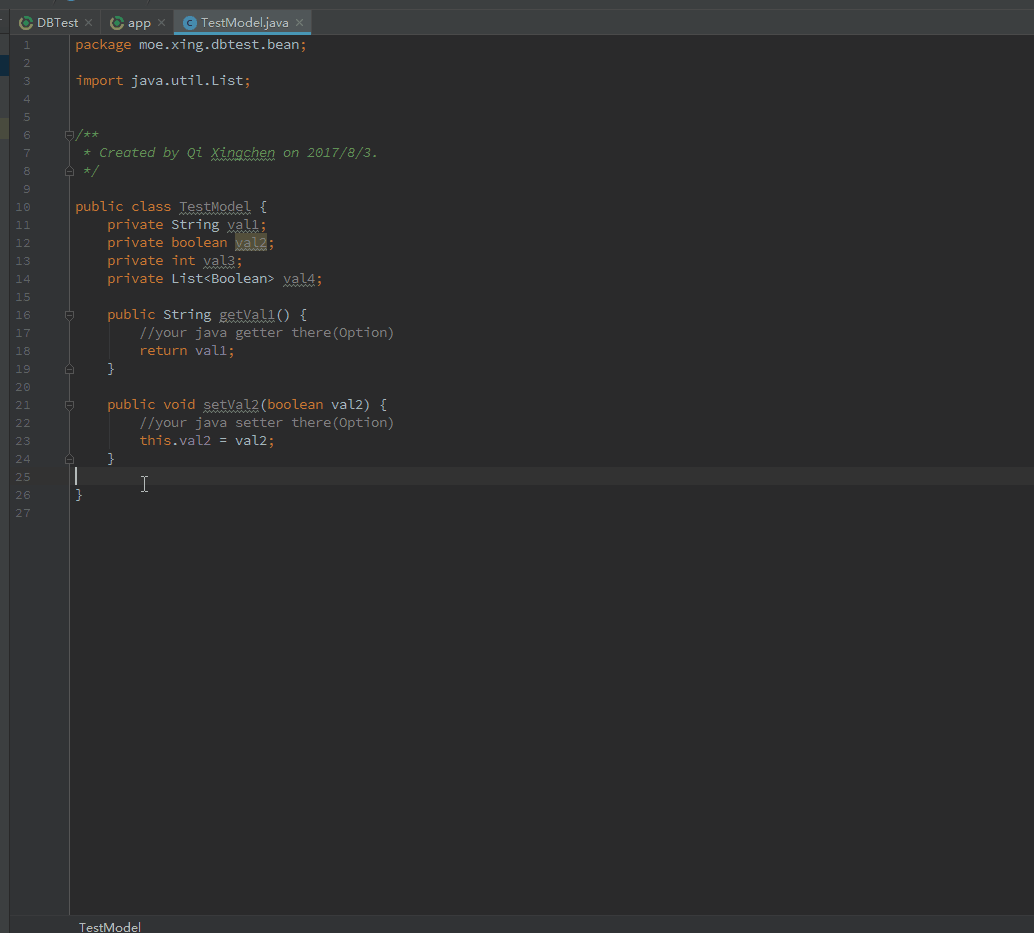 DBTest app TestModel.java
1 package moe.xing.dbtest.bean;
2
3 import java.util.List;
4
5
6 /**
7 * Created by Qi Xingchen on 2017/8/3.
8 */
9
10 public class TestModel {
11 private String val1;
12 private boolean val2;
13 private int val3;
14 private List<Boolean> val4;
15
16 public String getVal1() {
17 //your java getter there(Option)
18 return val1;
19 }
20
21 public void setVal2(boolean val2) {
22 //your java setter there(Option)
23 this.val2 = val2;
24 }
25
26 }
27
TestModel